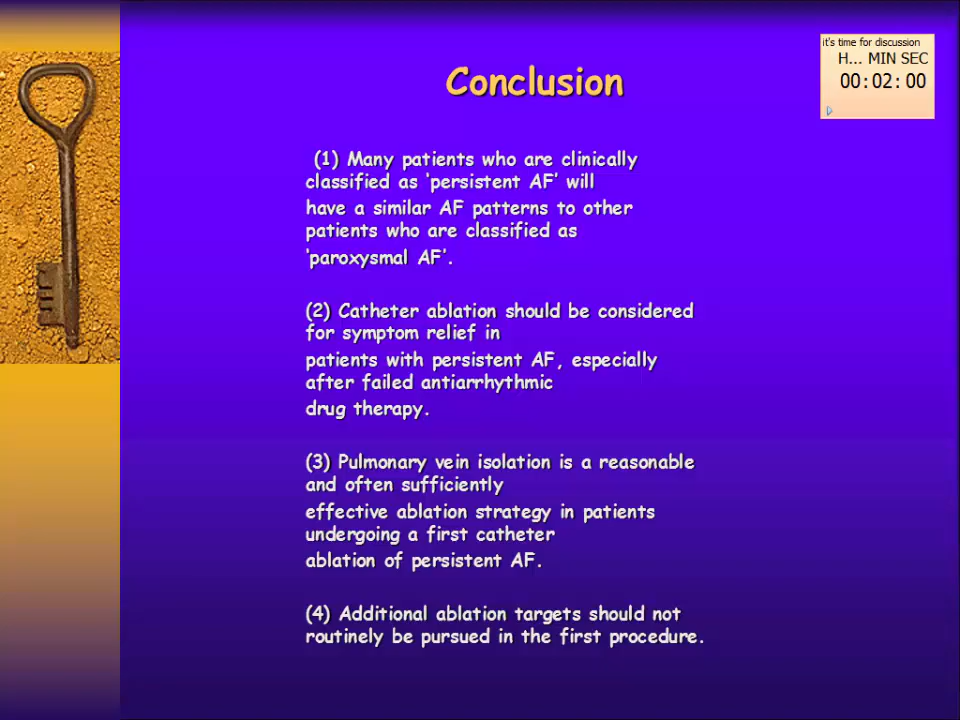 Conclusion
it's time for discussion
H... MIN SEC
00:02:00
(1) Many patients who are clinically
classified as ‘persistent AF’ will
have a similar AF patterns to other
patients who are classified as
‘paroxysmal AF’.
(2) Catheter ablation should be considered
for symptom relief in
patients with persistent AF, especially
after failed antiarrhythmic
drug therapy.
(3) Pulmonary vein isolation is a reasonable
and often sufficiently
effective ablation strategy in patients
undergoing a first catheter
ablation of persistent AF.
(4) Additional ablation targets should not
routinely be pursued in the first procedure.